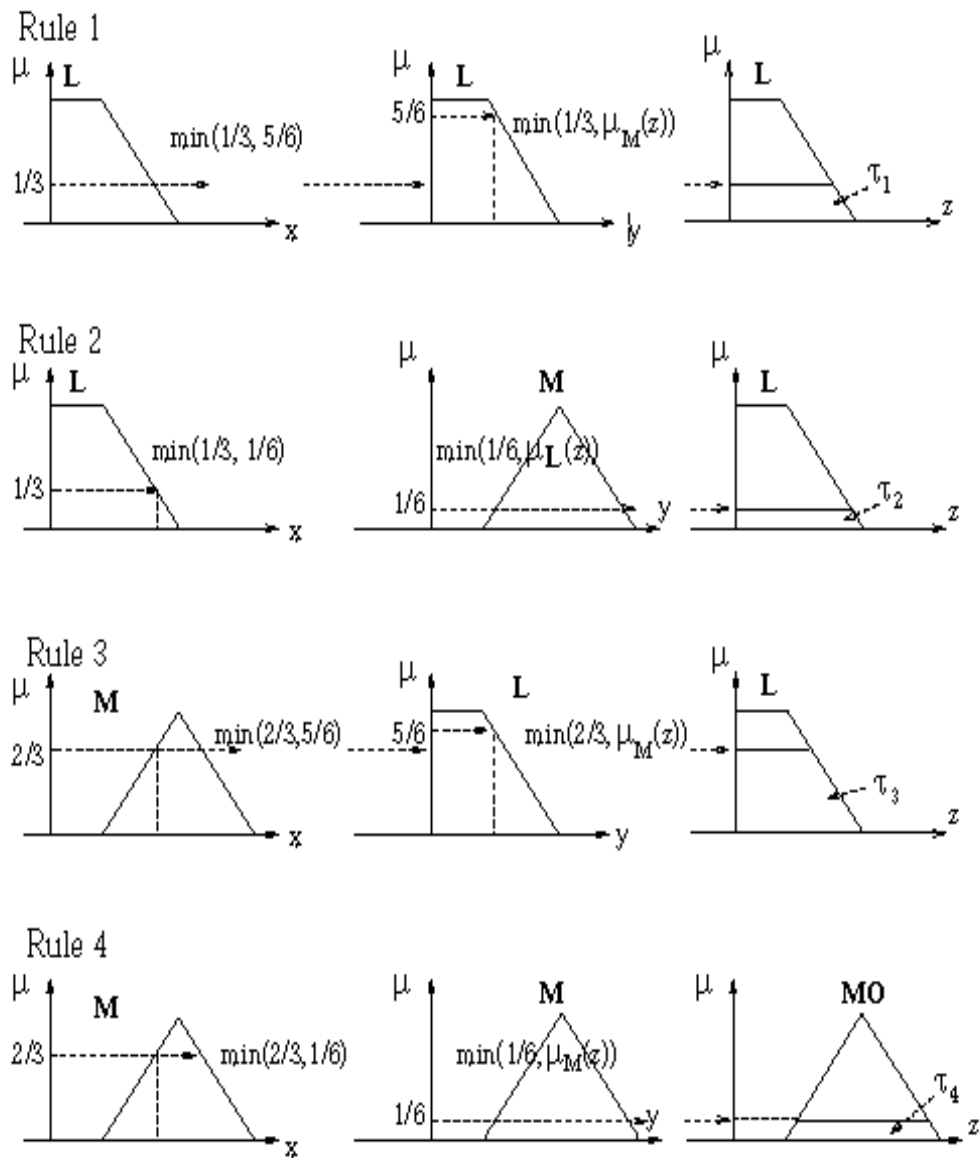 Rule 1
μ L
μ L
μ L
5/6
min(1/3, 5/6)
min(1/3, μM(z))
1/3
τ1
x
y
z
Rule 2
μ L
μ M
μ L
min(1/3, 1/6)
min(1/6, μL(z))
1/3
1/6
τ2
x
y
z
Rule 3
μ M
μ L
μ L
2/3
min(2/3,5/6)
5/6
min(2/3, μM(z))
τ3
x
y
z
Rule 4
μ M
μ M
μ MO
2/3
min(2/3,1/6)
min(1/6, μM(z))
1/6
τ4
x
y
z